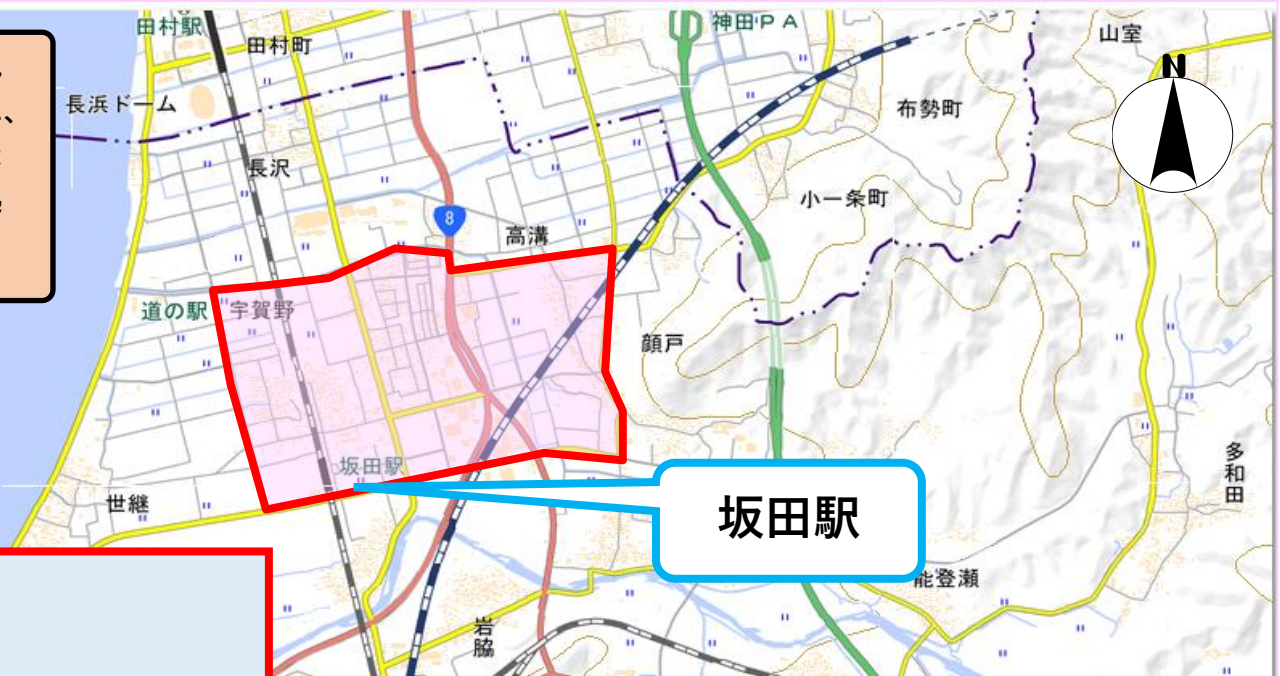 田村駅
田村町
神田PA
山室
長浜ドーム
、
布勢町
N
長沢
小一条町
8
高溝
道の駅
宇賀野
顔戸
坂田駅
世継
坂田駅
多和田
能登瀬
岩脇